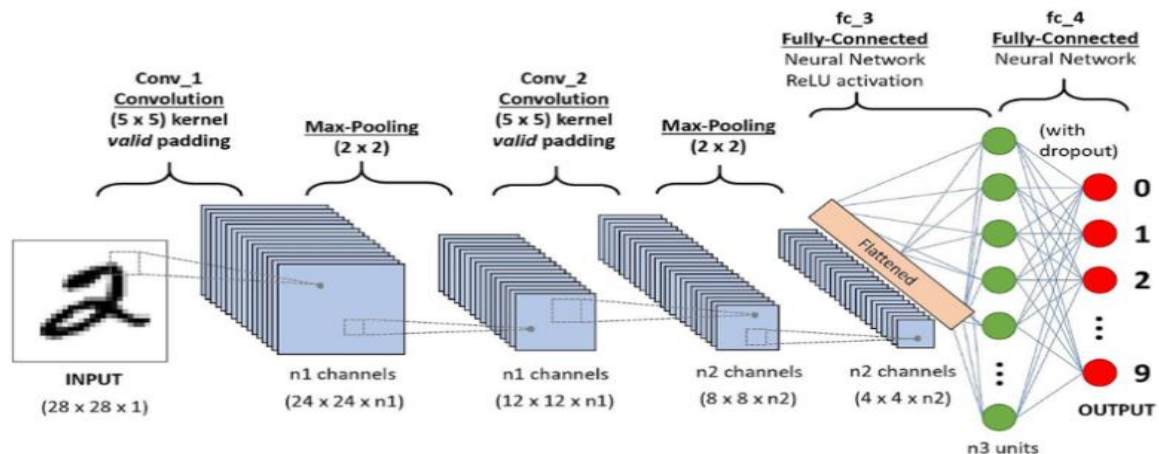 fc_3
Fully-Connected
Neural Network
ReLU activation
fc_4
Fully-Connected
Neural Network
Conv_1
Convolution
(5 x 5) kernel
valid padding
Max-Pooling
(2 x 2)
Conv_2
Convolution
(5 x 5) kernel
valid padding
Max-Pooling
(2 x 2)
(with
dropout)
0
1
2
9
Flattened
2
INPUT
(28 x 28 x 1)
n1 channels
(24 x 24 x n1)
n1 channels
(12 x 12 x n1)
n2 channels
(8 x 8 x n2)
n2 channels
(4 x 4 x n2)
n3 units
OUTPUT